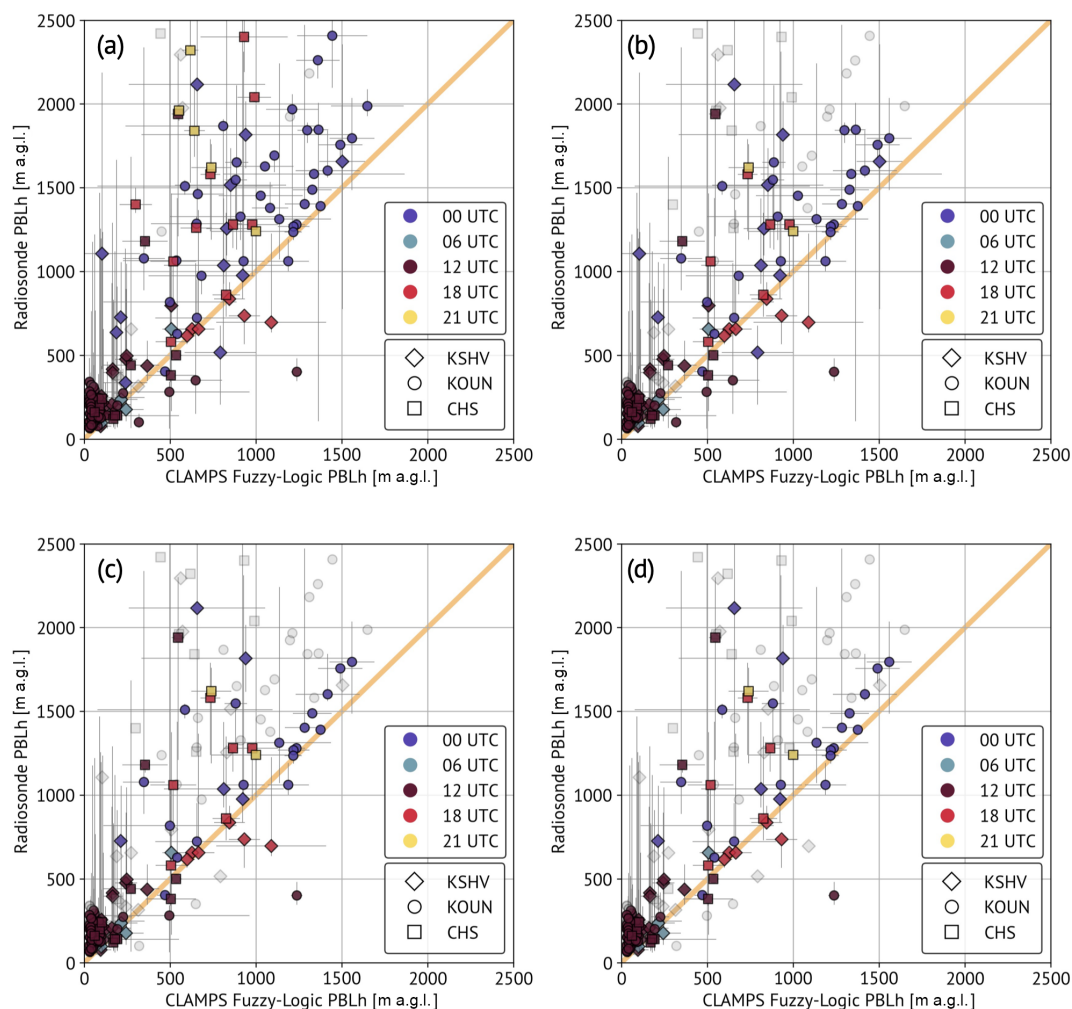 (a)
2500
2000
1500
1000
500
0
Radiosonde PBLh [m a.g.l.]
00 UTC
06 UTC
12 UTC
18 UTC
21 UTC
KSHV
KOUN
CHS
0 500 1000 1500 2000 2500
CLAMPS Fuzzy-Logic PBLh [m a.g.l.]
(b)
2500
2000
1500
1000
500
0
Radiosonde PBLh [m a.g.l.]
00 UTC
06 UTC
12 UTC
18 UTC
21 UTC
KSHV
KOUN
CHS
0 500 1000 1500 2000 2500
CLAMPS Fuzzy-Logic PBLh [m a.g.l.]
(c)
2500
2000
1500
1000
500
0
Radiosonde PBLh [m a.g.l.]
00 UTC
06 UTC
12 UTC
18 UTC
21 UTC
KSHV
KOUN
CHS
0 500 1000 1500 2000 2500
CLAMPS Fuzzy-Logic PBLh [m a.g.l.]
(d)
2500
2000
1500
1000
500
0
Radiosonde PBLh [m a.g.l.]
00 UTC
06 UTC
12 UTC
18 UTC
21 UTC
KSHV
KOUN
CHS
0 500 1000 1500 2000 2500
CLAMPS Fuzzy-Logic PBLh [m a.g.l.]